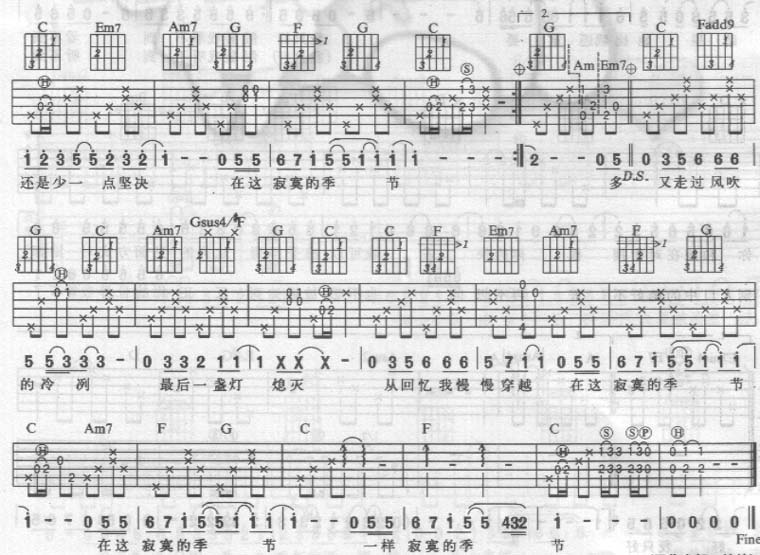 2.
C Em7 Am7 G F G C G Am Em7 C Fadd9
i 2 3 5 5 2 3 2 i - - 0 5 5 6 7 1 5 5 1 1 1 1 - - - 2 - - 0 5 0 3 5 6 6 6
还是少一 点坚决 在这 寂寞的季 节 多 D.S. 又走过风吹
G C Am7 Gsus4/#F G C C F Em7 Am7 F G
5 5 3 3 3 - 0 3 3 2 1 1 1 X X X - 0 3 5 6 6 6 5 7 1 1 0 5 5 6 7 1 5 5 1 1 1
的冷 冽 最后一盏灯 熄灭 从回忆我慢 慢穿越 在这 寂寞的季 节
C Am7 F G C F C
i - - 0 5 5 6 7 1 5 5 1 1 1 1 - - 0 5 5 6 7 1 5 5 4 3 2 1 - - - 0 0 0 0
在这 寂寞的季 节 一样 寂寞的季 节 Fine